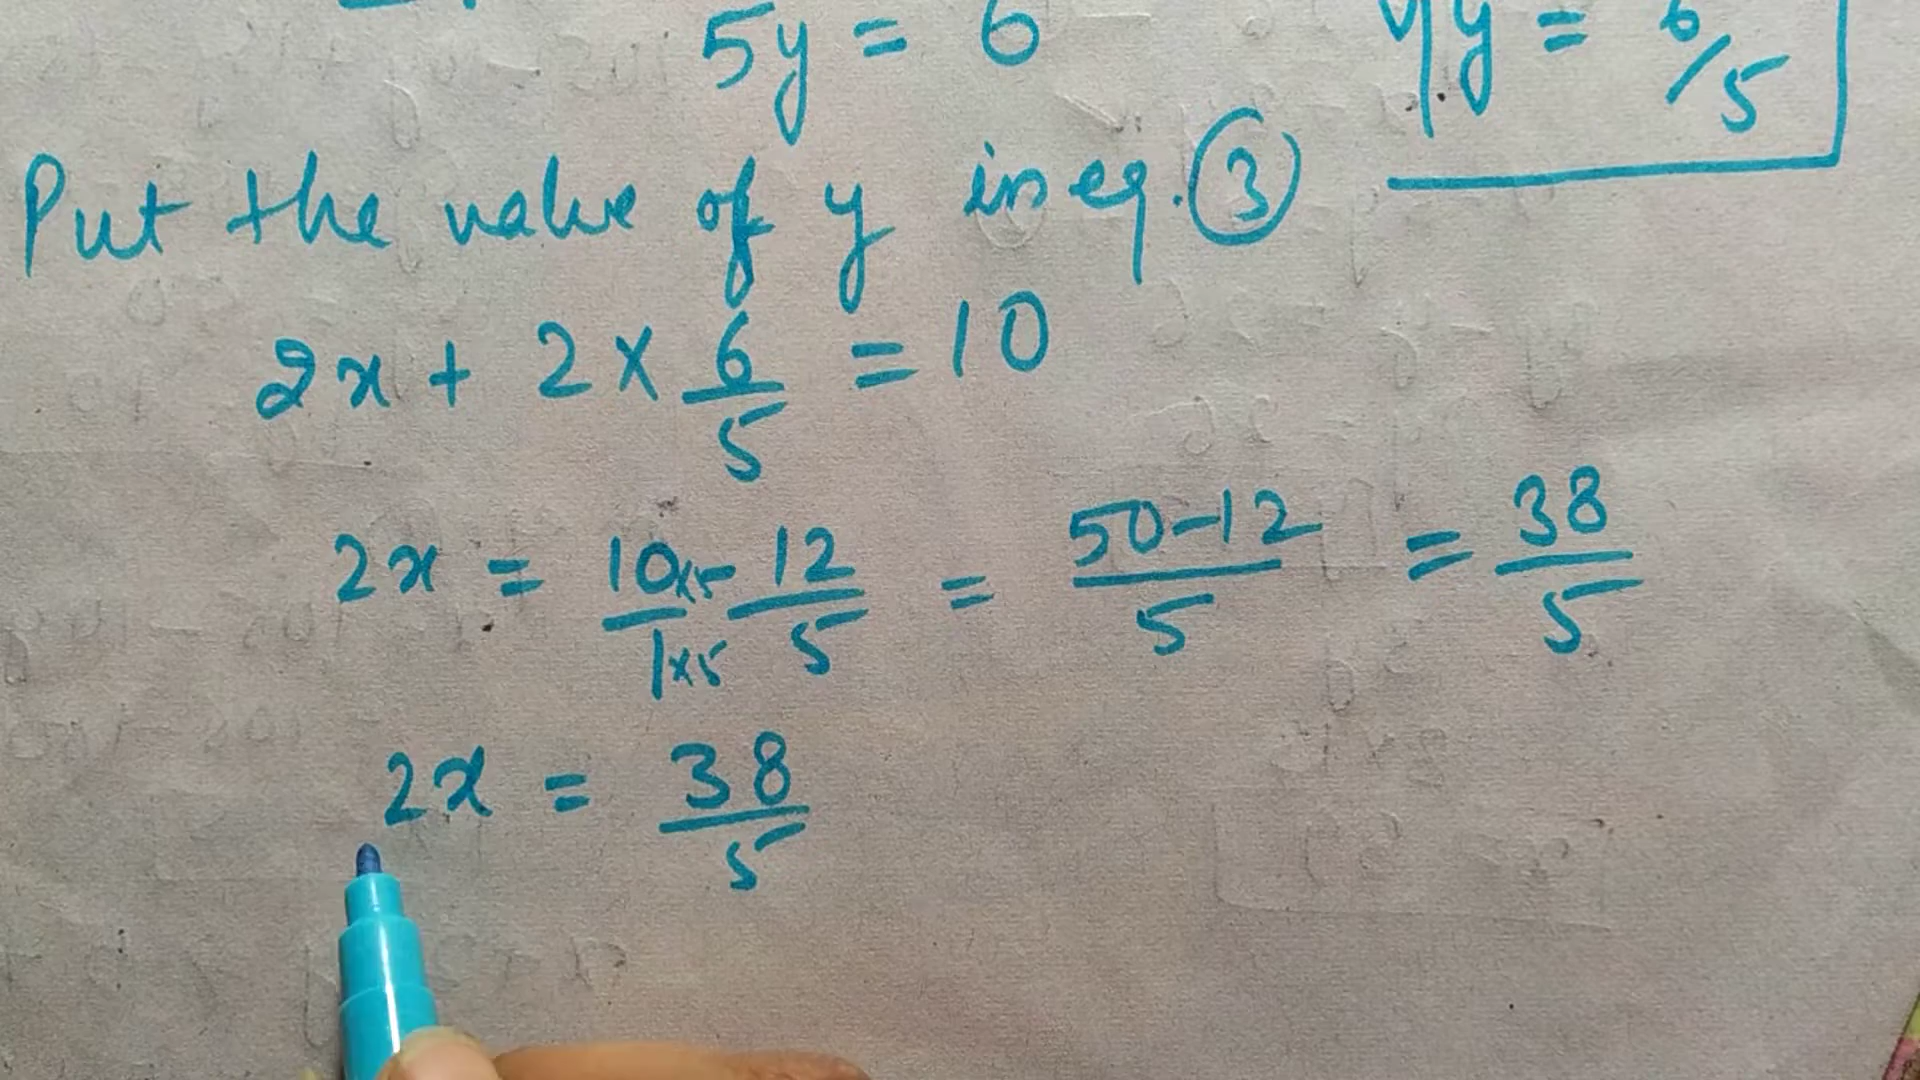 5y = 6 y = 6/5
Put the value of y in eq. ③
2x + 2 × 6/5 = 10
2x = 10×5/1×5 - 12/5 = 50-12/5 = 38/5
2x = 38/5